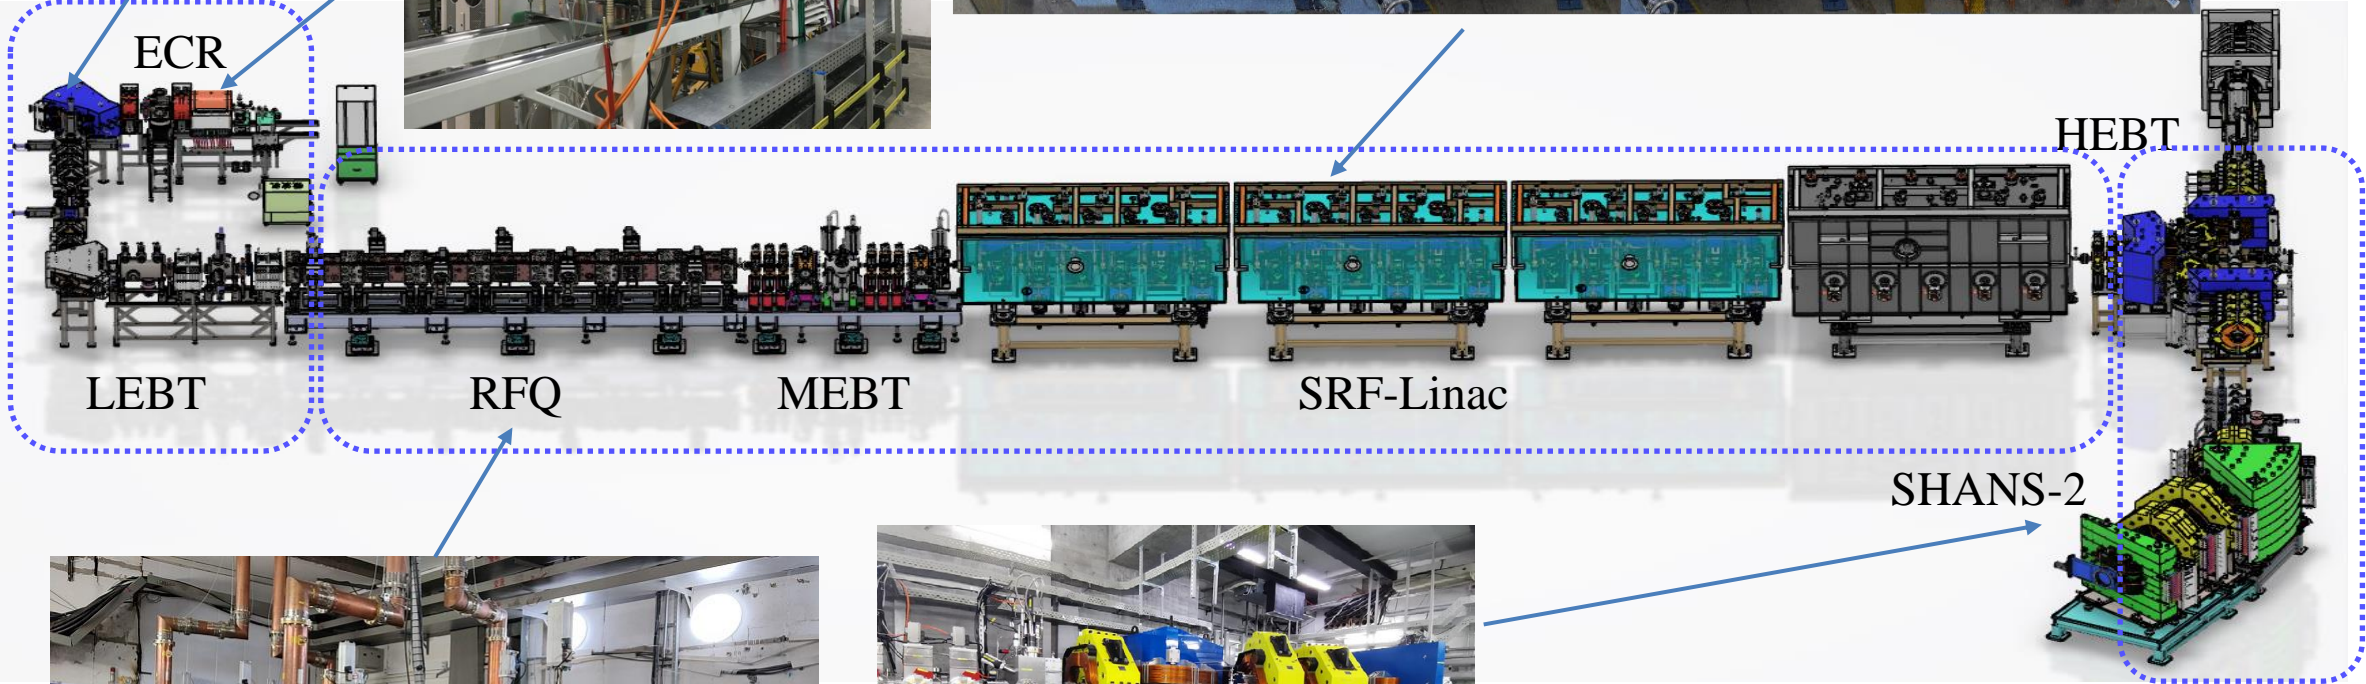 ECR
HEBT
LEBT
RFQ
MEBT
SRF-Linac
SHANS-2